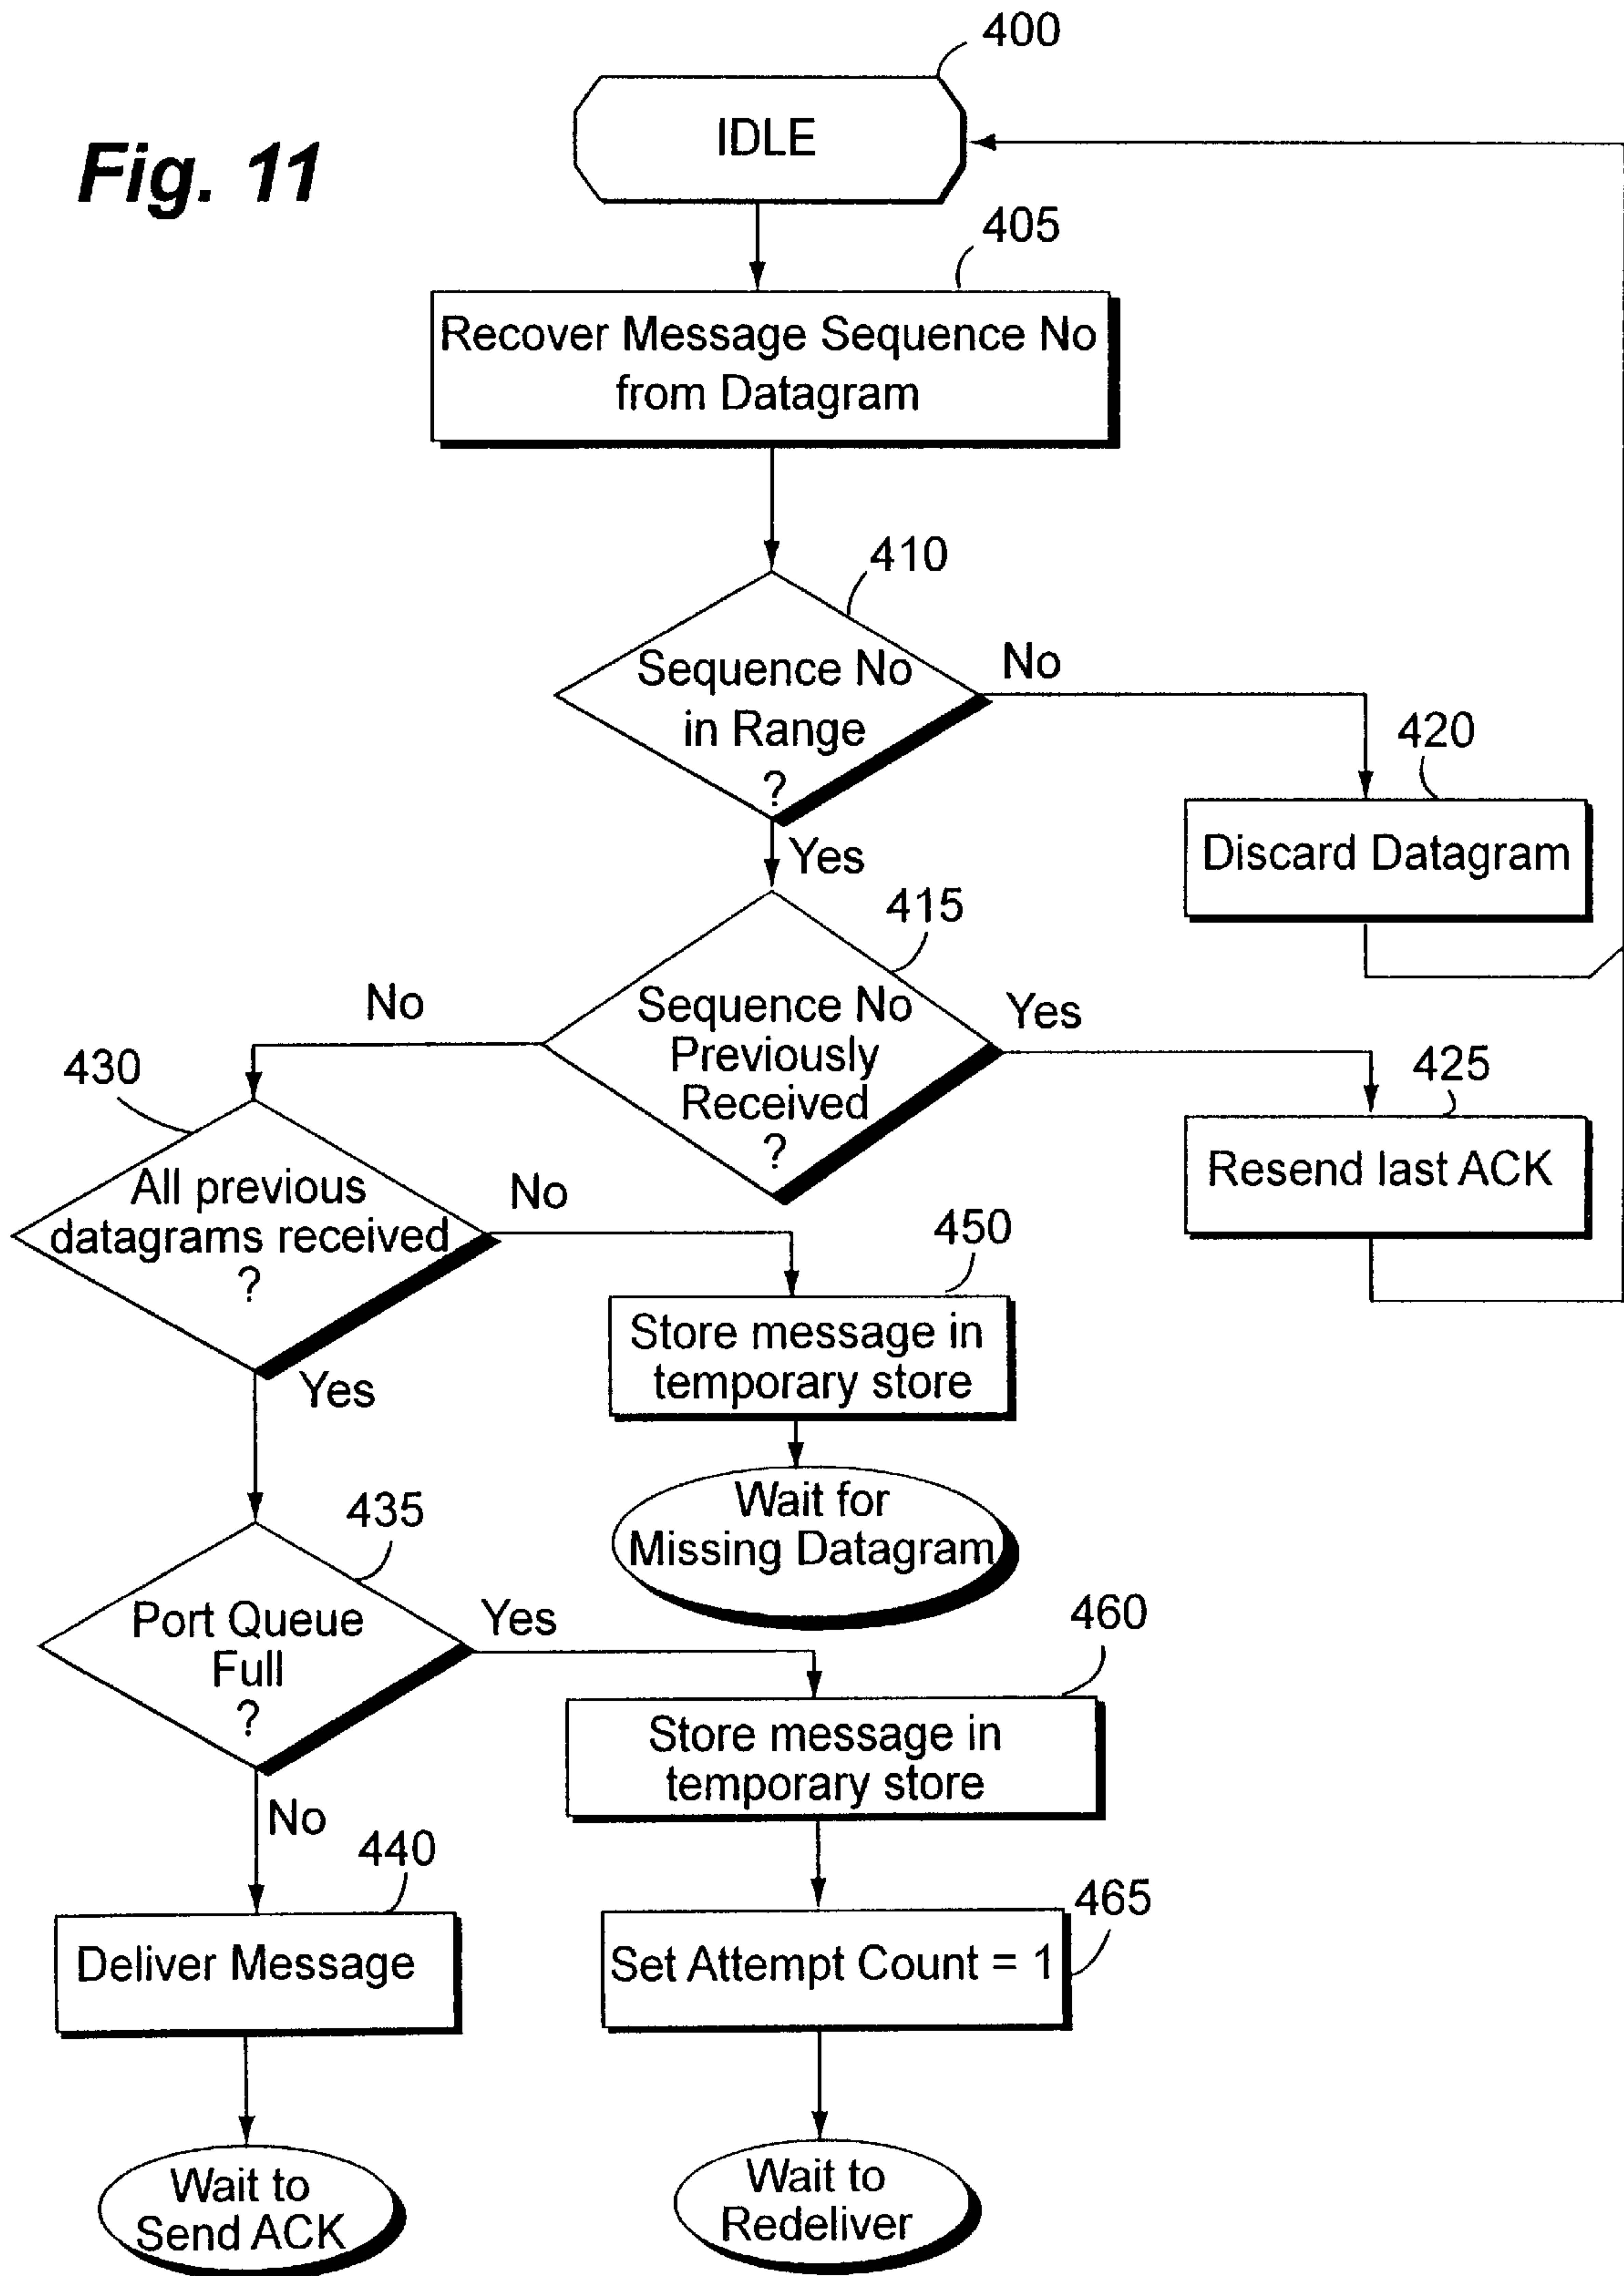 Fig. 11
400
IDLE
405
Recover Message Sequence No
from Datagram
410
Sequence No
in Range
?
No
Yes
420
Discard Datagram
415
Sequence No
Previously
Received
?
No
Yes
425
Resend last ACK
430
All previous
datagrams received
?
No
Yes
450
Store message in
temporary store
Wait for
Missing Datagram
435
Port Queue
Full
?
Yes
No
460
Store message in
temporary store
440
Deliver Message
465
Set Attempt Count = 1
Wait to
Send ACK
Wait to
Redeliver